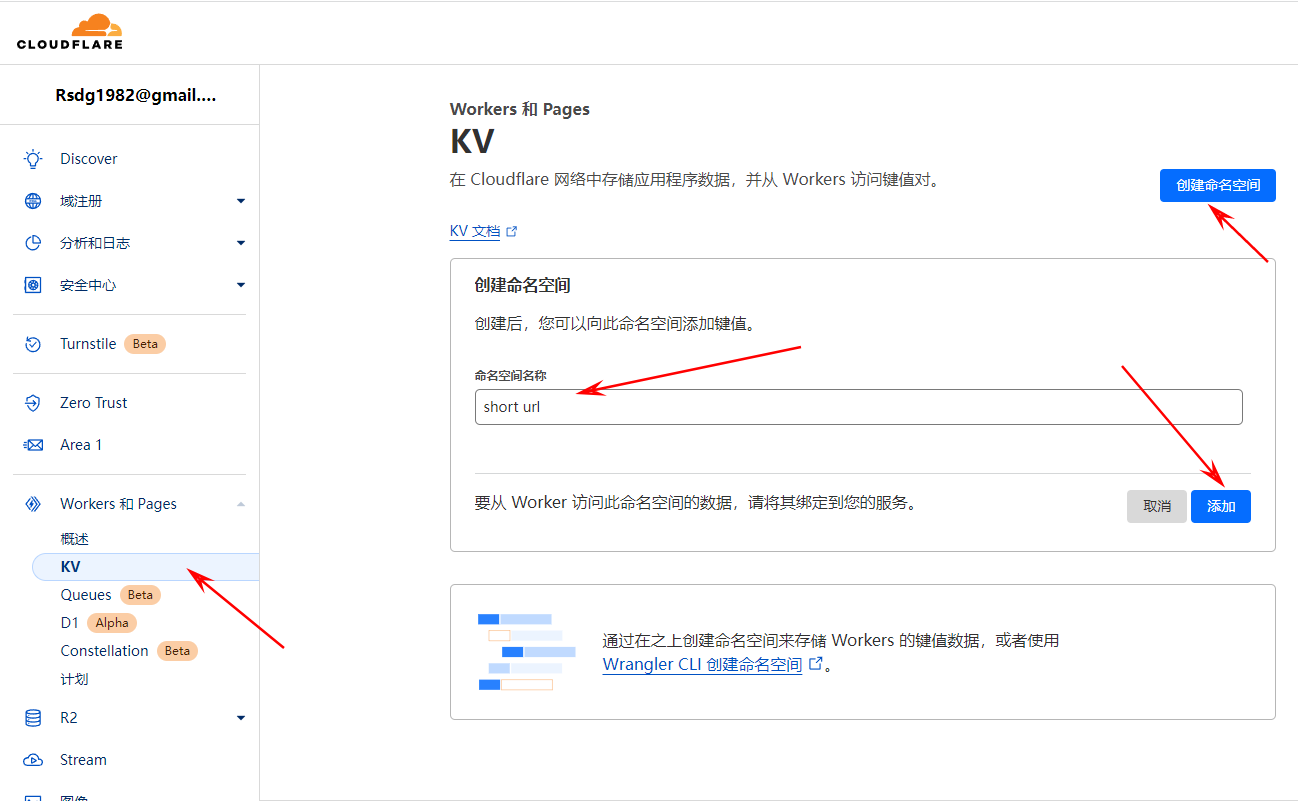 CLOUDFLARE
Rsdg1982@gmail....
Discover
域注册
分析和日志
安全中心
Turnstile Beta
Zero Trust
Area 1
Workers 和 Pages
概述
KV
Queues Beta
D1 Alpha
Constellation Beta
计划
R2
Stream
图像
Workers 和 Pages
KV
在 Cloudflare 网络中存储应用程序数据，并从 Workers 访问键值对。
创建命名空间
KV 文档
创建命名空间
创建后，您可以向此命名空间添加键值。
命名空间名称
short url
要从 Worker 访问此命名空间的数据，请将其绑定到您的服务。
取消
添加
通过在之上创建命名空间来存储 Workers 的键值数据，或者使用
Wrangler CLI 创建命名空间。